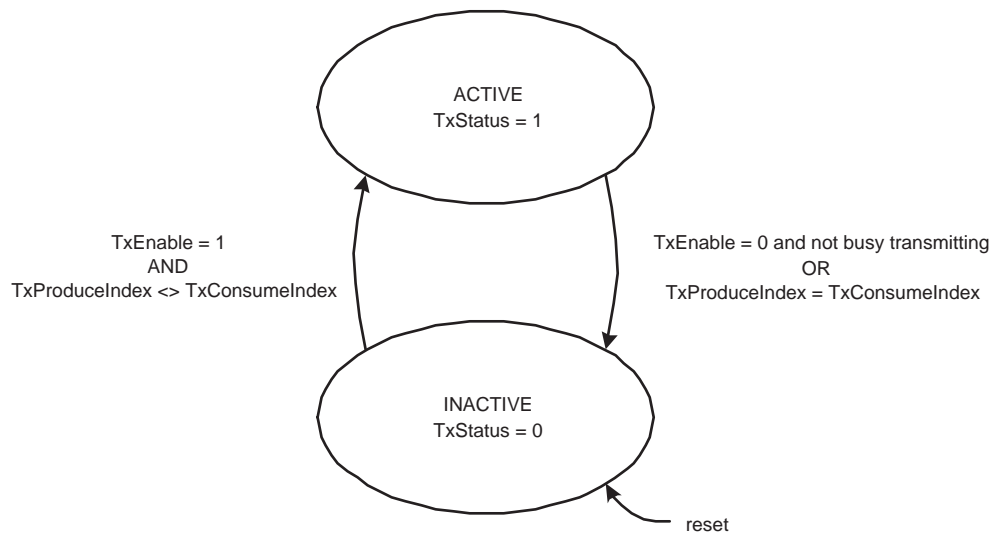 ACTIVE
TxStatus = 1
TxEnable = 1
AND
TxProduceIndex <> TxConsumeIndex
TxEnable = 0 and not busy transmitting
OR
TxProduceIndex = TxConsumeIndex
INACTIVE
TxStatus = 0
reset